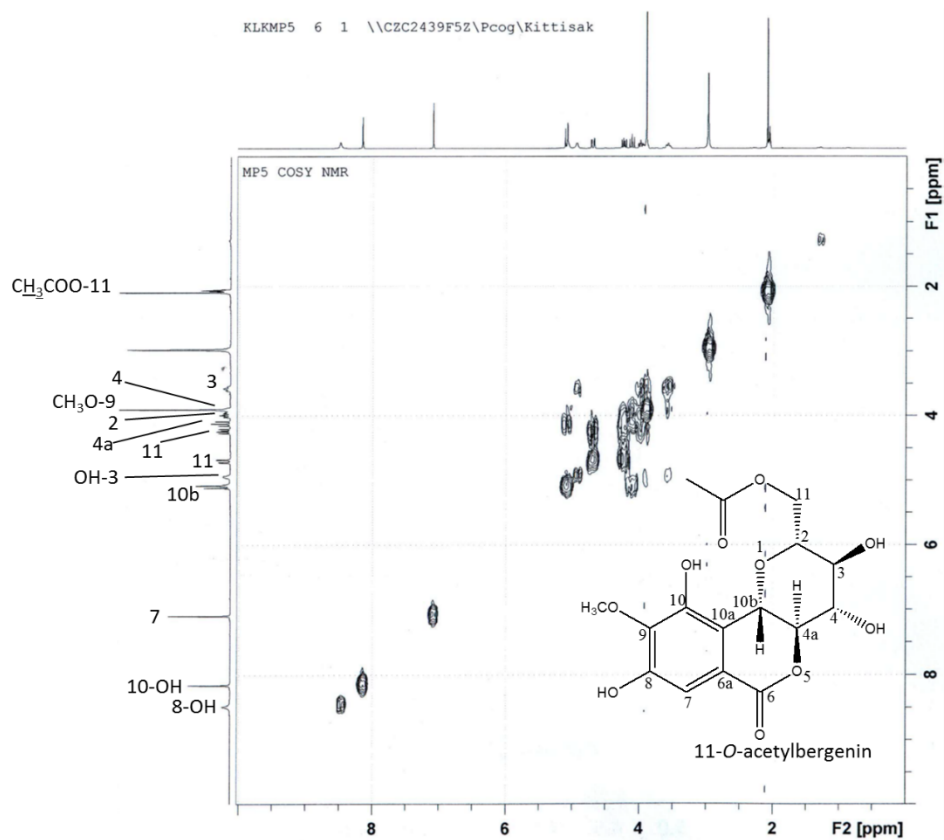 KLKMP5 6 1 \\CZC2439F5Z\Pcog\Kittisak
MP5 COSY NMR
F1 [ppm]
2
4
6
8
CH3COO-11
4
3
CH3O-9
2
4a
11
11
OH-3
10b
7
10-OH
8-OH
O
11
O
1
2
OH
OH
O
3
H
10
10b
H3CO
10a
4
OH
9
4a
H
8
6a
O
5
HO
7
6
O
11-O-acetylbergenin
8
6
4
2
F2 [ppm]